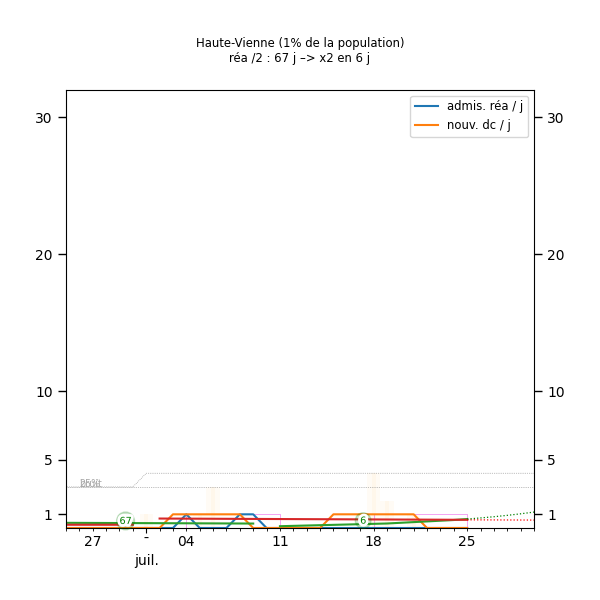 Haute-Vienne (1% de la population)
réa /2 : 67 j –> x2 en 6 j
admis. réa / j
nouv. dc / j
30 30
20 20
10 10
5 5
1 1
67 6
27 - 04 11 18 25
juil.